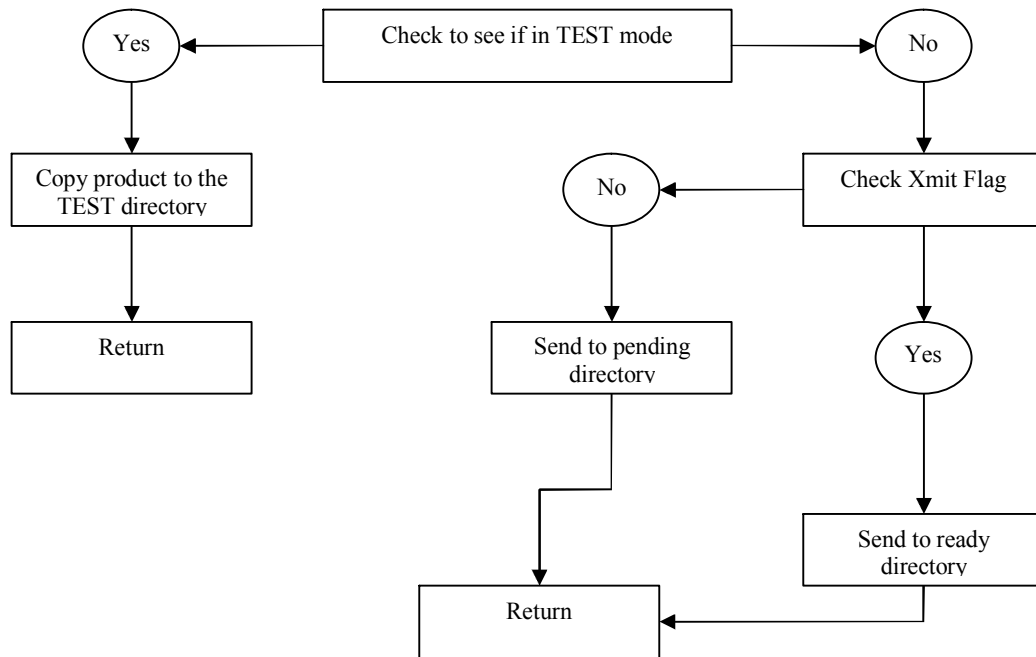 Yes
Check to see if in TEST mode
No
Copy product to the
TEST directory
No
Check Xmit Flag
Return
Send to pending
directory
Yes
Send to ready
directory
Return